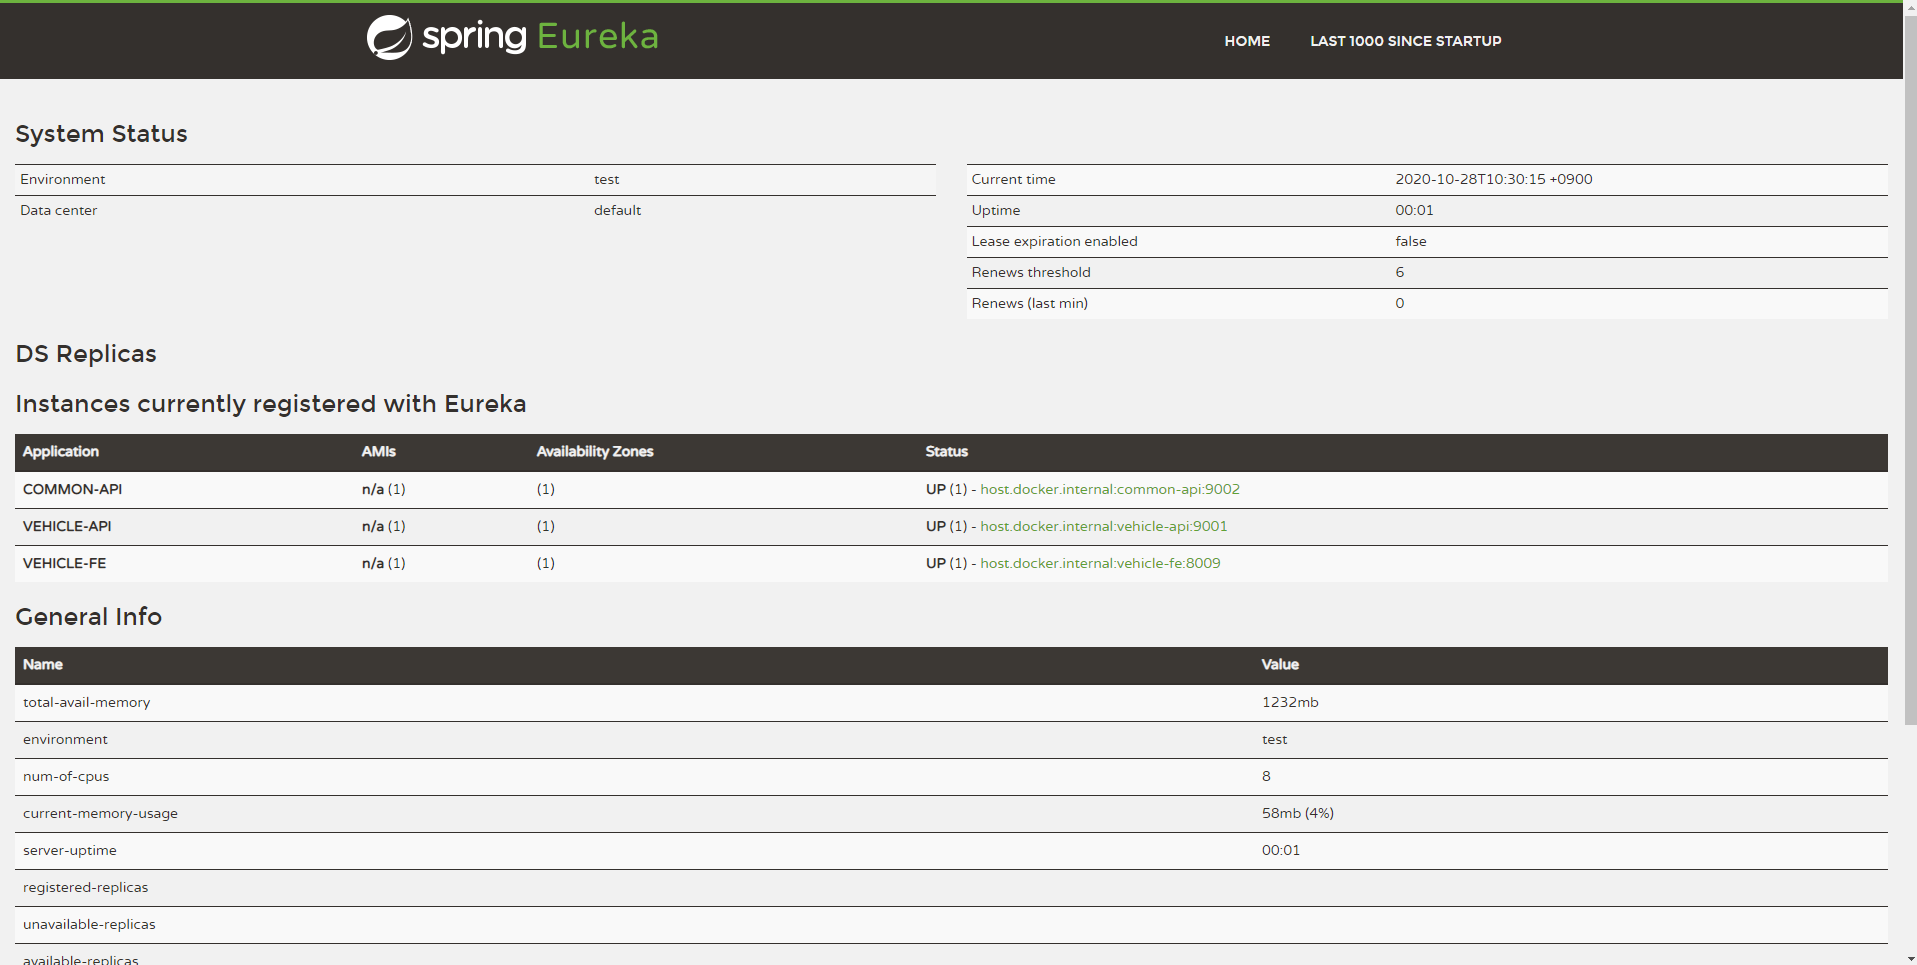 spring Eureka
HOME LAST 1000 SINCE STARTUP
System Status
Environment test
Data center default
Current time 2020-10-28T10:30:15 +0900
Uptime 00:01
Lease expiration enabled false
Renews threshold 6
Renews (last min) 0
DS Replicas
Instances currently registered with Eureka
Application AMIs Availability Zones Status
COMMON-API n/a (1) (1) UP (1) - host.docker.internal:common-api:9002
VEHICLE-API n/a (1) (1) UP (1) - host.docker.internal:vehicle-api:9001
VEHICLE-FE n/a (1) (1) UP (1) - host.docker.internal:vehicle-fe:8009
General Info
Name Value
total-avail-memory 1232mb
environment test
num-of-cpus 8
current-memory-usage 58mb (4%)
server-uptime 00:01
registered-replicas
unavailable-replicas
available-replicas